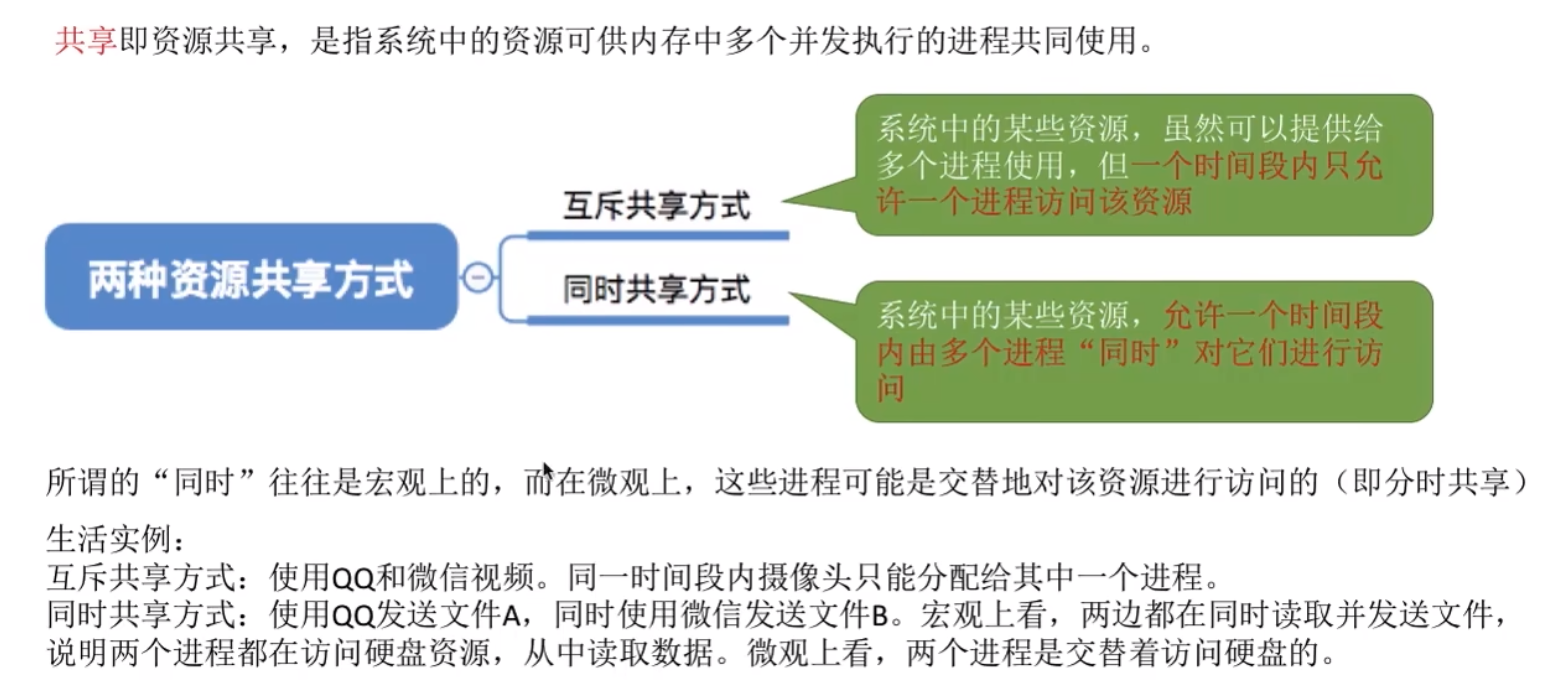 共享即资源共享，是指系统中的资源可供内存中多个并发执行的进程共同使用。
两种资源共享方式
互斥共享方式
系统中的某些资源，虽然可以提供给
多个进程使用，但一个时间段内只允
许一个进程访问该资源
同时共享方式
系统中的某些资源，允许一个时间段
内由多个进程“同时”对它们进行访
问
所谓的“同时”往往是宏观上的，而在微观上，这些进程可能是交替地对该资源进行访问的（即分时共享）
生活实例：
互斥共享方式：使用QQ和微信视频。同一时间段内摄像头只能分配给其中一个进程。
同时共享方式：使用QQ发送文件A，同时使用微信发送文件B。宏观上看，两边都在同时读取并发送文件，
说明两个进程都在访问硬盘资源，从中读取数据。微观上看，两个进程是交替着访问硬盘的。